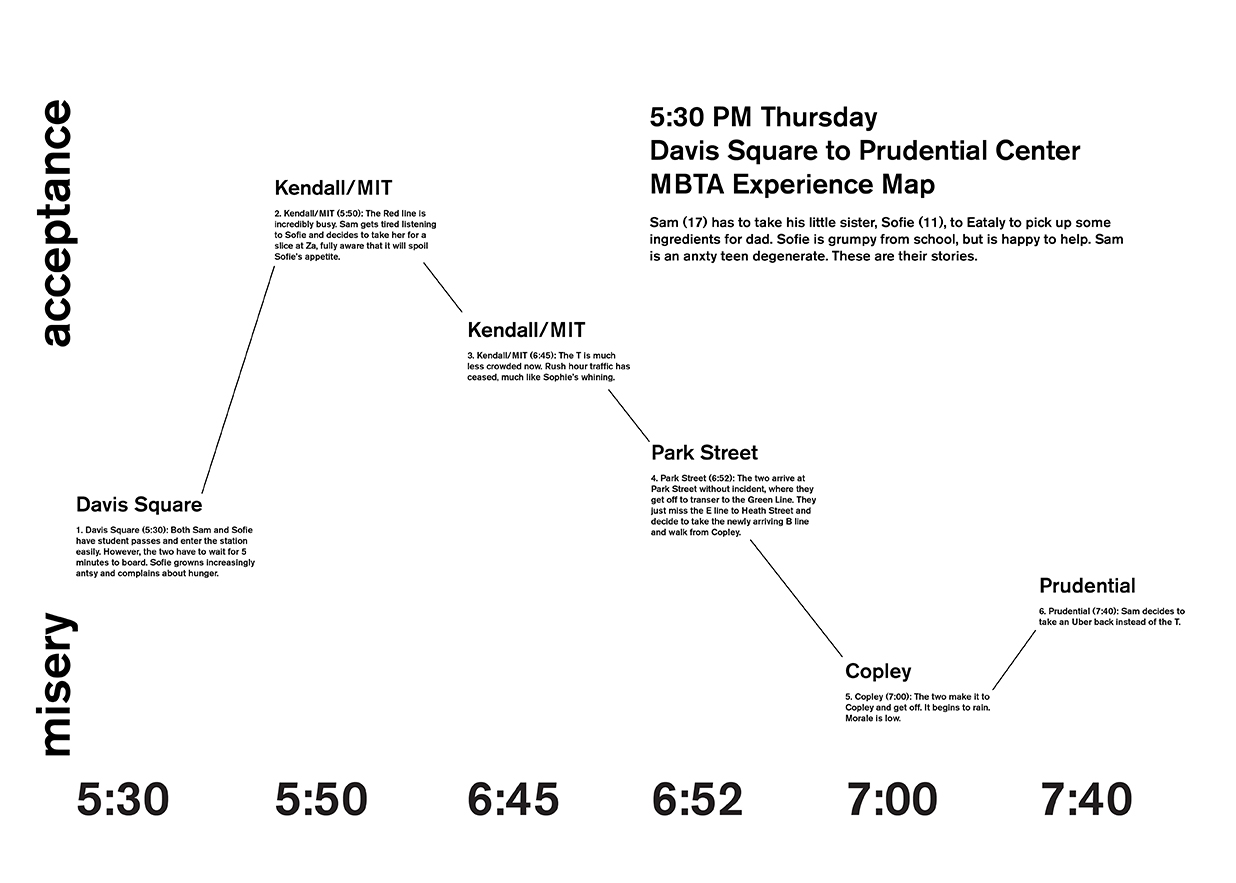 5:30 PM Thursday
Davis Square to Prudential Center
MBTA Experience Map
Sam (17) has to take his little sister, Sofie (11), to Eataly to pick up some
ingredients for dad. Sofie is grumpy from school, but is happy to help. Sam
is an anxty teen degenerate. These are their stories.
acceptance
misery
Davis Square
1. Davis Square (5:30): Both Sam and Sofie
have student passes and enter the station
easily. However, the two have to wait for 5
minutes to board. Sofie growns increasingly
antsy and complains about hunger.
Kendall/MIT
2. Kendall/MIT (5:50): The Red line is
incredibly busy. Sam gets tired listening
to Sofie and decides to take her for a
slice at Za, fully aware that it will spoil
Sofie's appetite.
Kendall/MIT
3. Kendall/MIT (6:45): The T is much
less crowded now. Rush hour traffic has
ceased, much like Sophie's whining.
Park Street
4. Park Street (6:52): The two arrive at
Park Street without incident, where they
get off to transer to the Green Line. They
just miss the E line to Heath Street and
decide to take the newly arriving B line
and walk from Copley.
Copley
5. Copley (7:00): The two make it to
Copley and get off. It begins to rain.
Morale is low.
Prudential
6. Prudential (7:40): Sam decides to
take an Uber back instead of the T.
5:30
5:50
6:45
6:52
7:00
7:40